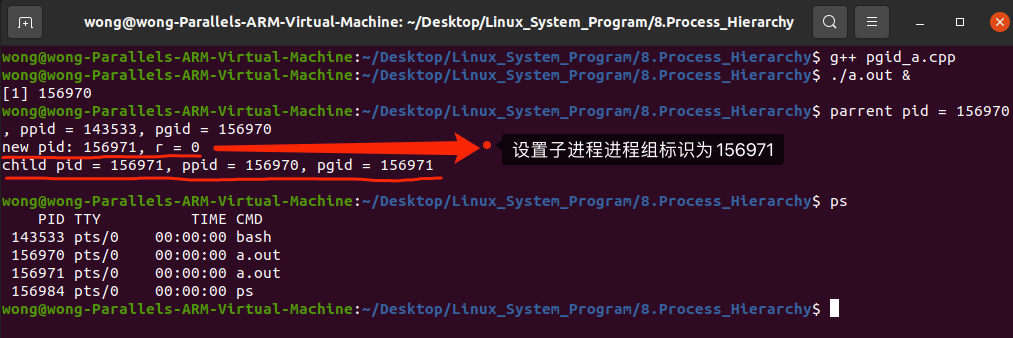 wong@wong-Parallels-ARM-Virtual-Machine: ~/Desktop/Linux_System_Program/8.Process_Hierarchy
wong@wong-Parallels-ARM-Virtual-Machine:~/Desktop/Linux_System_Program/8.Process_Hierarchy$ g++ pgid_a.cpp
wong@wong-Parallels-ARM-Virtual-Machine:~/Desktop/Linux_System_Program/8.Process_Hierarchy$ ./a.out &
[1] 156970
wong@wong-Parallels-ARM-Virtual-Machine:~/Desktop/Linux_System_Program/8.Process_Hierarchy$ parrent pid = 156970
, ppid = 143533, pgid = 156970
new pid: 156971, r = 0
设置子进程进程组标识为156971
child pid = 156971, ppid = 156970, pgid = 156971
wong@wong-Parallels-ARM-Virtual-Machine:~/Desktop/Linux_System_Program/8.Process_Hierarchy$ ps
PID TTY TIME CMD
143533 pts/0 00:00:00 bash
156970 pts/0 00:00:00 a.out
156971 pts/0 00:00:00 a.out
156984 pts/0 00:00:00 ps
wong@wong-Parallels-ARM-Virtual-Machine:~/Desktop/Linux_System_Program/8.Process_Hierarchy$